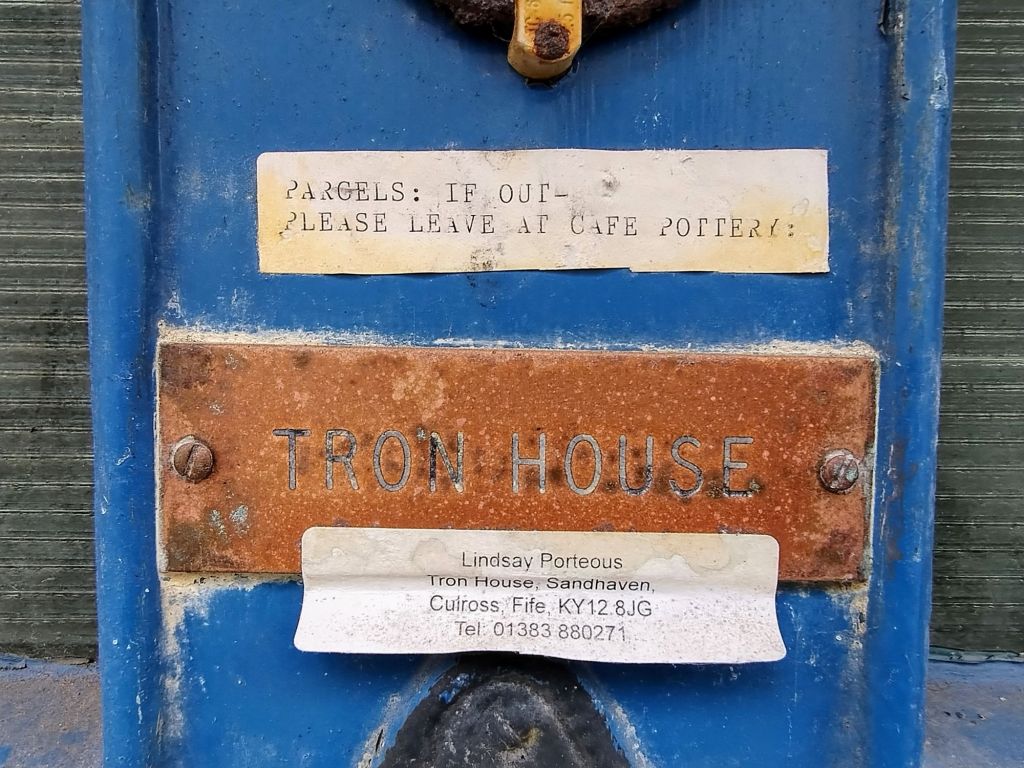 PARCELS: IF OUT-
PLEASE LEAVE AT CAFE POTTERY:
TRON HOUSE
Lindsay Porteous
Tron House, Sandhaven,
Culross, Fife, KY12 8JG
Tel: 01383 880271